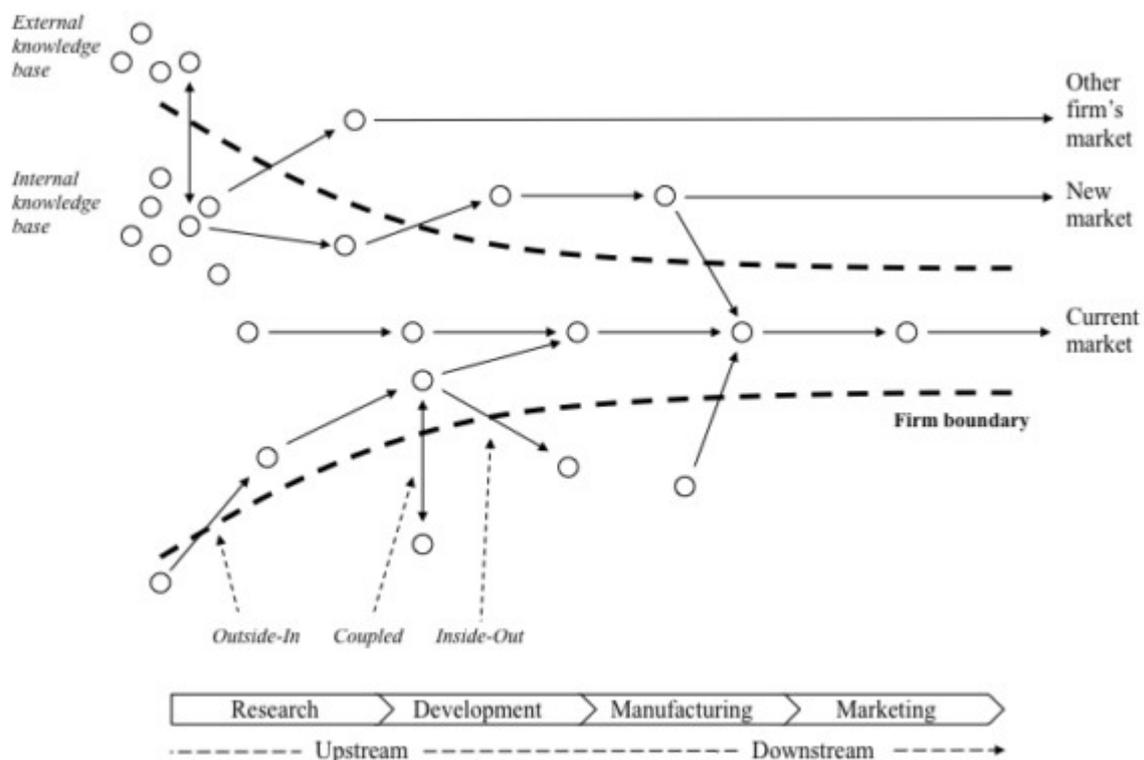 External
knowledge
base
Other
firm's
market
Internal
knowledge
base
New
market
Current
market
Firm boundary
Outside-In
Coupled
Inside-Out
Research
Development
Manufacturing
Marketing
Upstream
Downstream